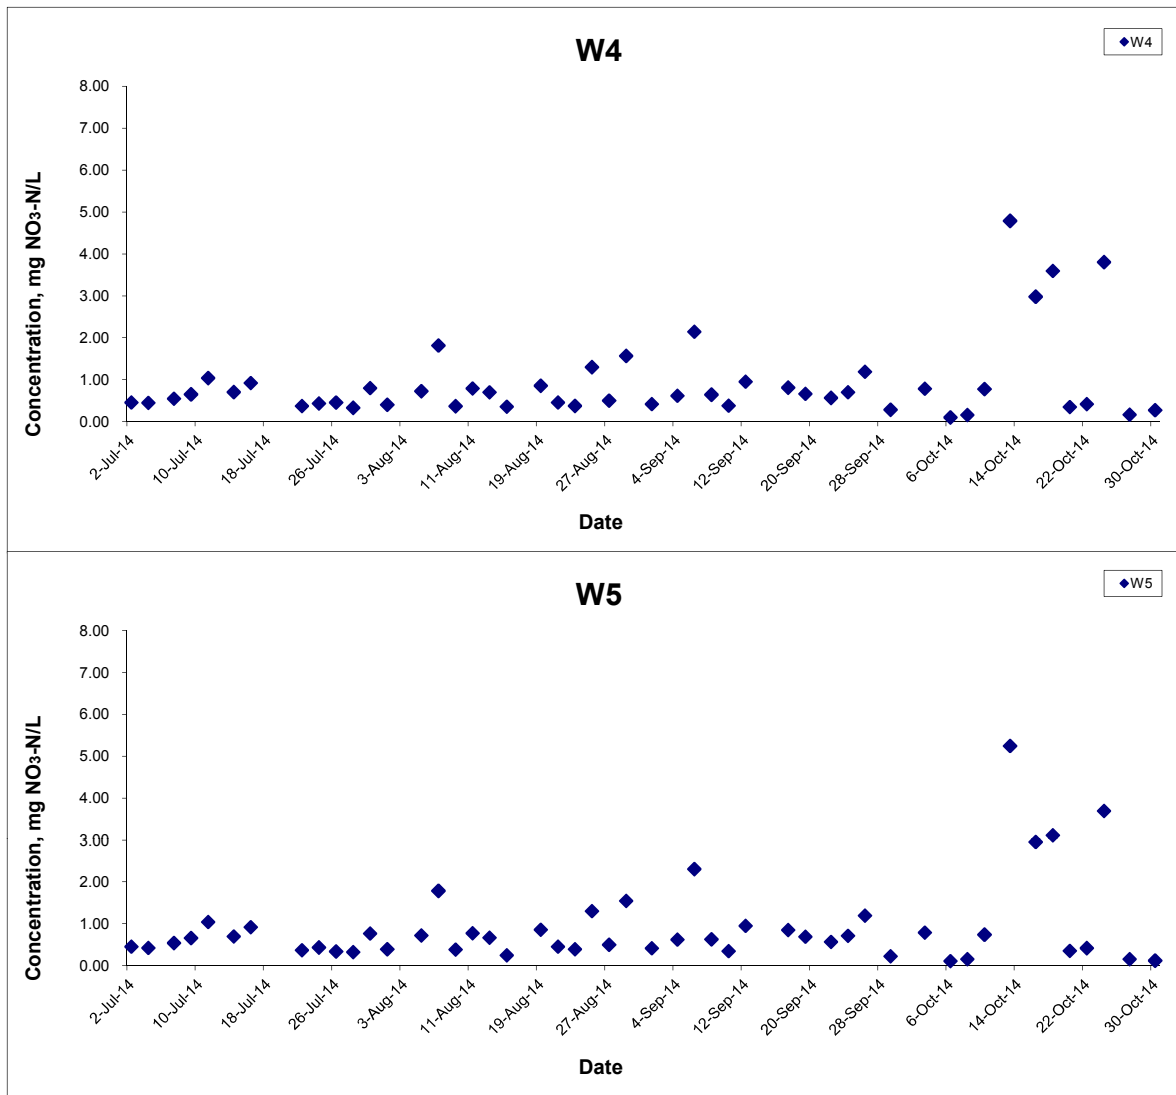 W4
W4
8.00
7.00
6.00
5.00
4.00
3.00
2.00
1.00
0.00
Concentration, mg NO3-N/L
2-Jul-14
10-Jul-14
18-Jul-14
26-Jul-14
3-Aug-14
11-Aug-14
19-Aug-14
27-Aug-14
4-Sep-14
12-Sep-14
20-Sep-14
28-Sep-14
6-Oct-14
14-Oct-14
22-Oct-14
30-Oct-14
Date
W5
W5
8.00
7.00
6.00
5.00
4.00
3.00
2.00
1.00
0.00
Concentration, mg NO3-N/L
2-Jul-14
10-Jul-14
18-Jul-14
26-Jul-14
3-Aug-14
11-Aug-14
19-Aug-14
27-Aug-14
4-Sep-14
12-Sep-14
20-Sep-14
28-Sep-14
6-Oct-14
14-Oct-14
22-Oct-14
30-Oct-14
Date